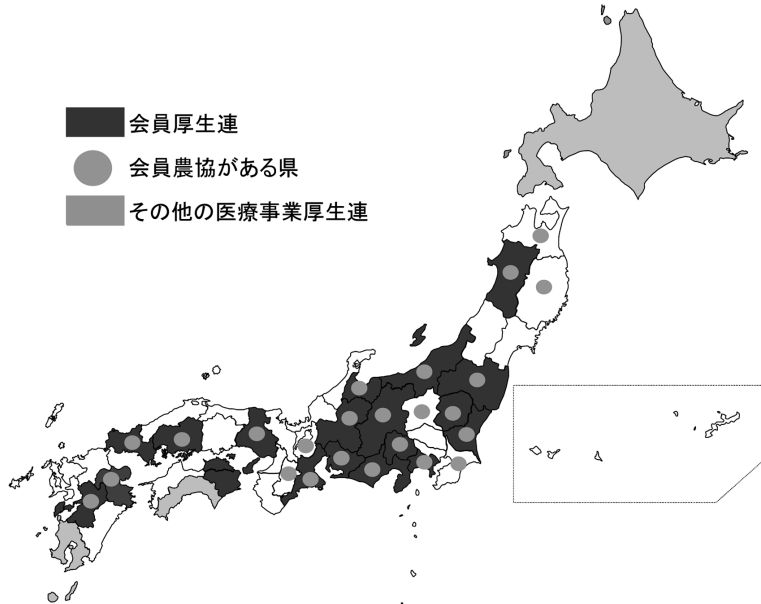 会員厚生連
会員農協がある県
その他の医療事業厚生連